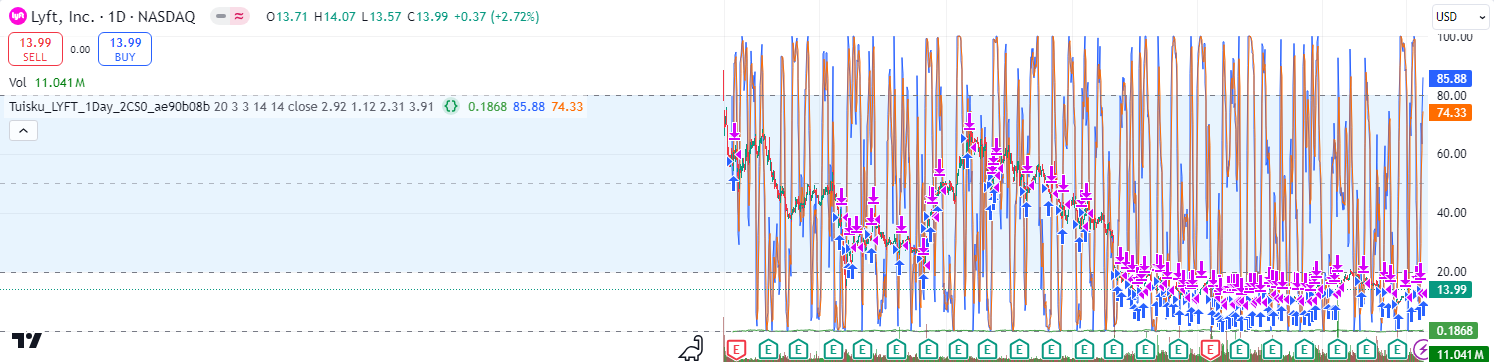 Lyft, Inc. · 1D · NASDAQ O13.71 H14.07 L13.57 C13.99 +0.37 (+2.72%) USD
13.99 SELL 0.00 13.99 BUY
Vol 11.041 M
Tuisku_LYFT_1Day_2CS0_ae90b08b 20 3 3 14 14 close 2.92 1.12 2.31 3.91 0.1868 85.88 74.33
100.00
85.88
80.00
74.33
60.00
40.00
20.00
13.99
0.1868
11.041 M
E E E E E E E E E E E E E E E E E E E E E E